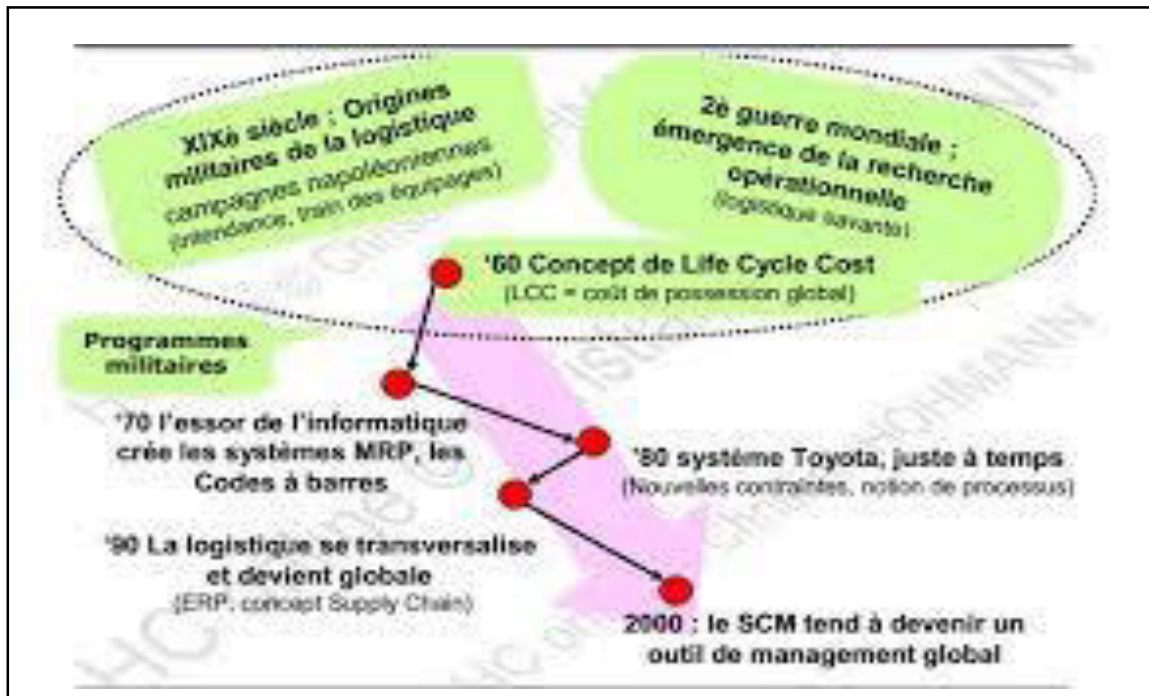 XIXè siècle : Origines
militaires de la logistique
campagnes napoléoniennes
(intendance, train des équipages)
2è guerre mondiale :
émergence de la recherche
opérationnelle
(logistique savante)
'60 Concept de Life Cycle Cost
(LCC = coût de possession global)
Programmes
militaires
'70 l'essor de l'informatique
crée les systèmes MRP, les
Codes à barres
'80 système Toyota, juste à temps
(Nouvelles contraintes, notion de processus)
'90 La logistique se transversalise
et devient globale
(ERP, concept Supply Chain)
2000 : le SCM tend à devenir un
outil de management global
HOHMANN